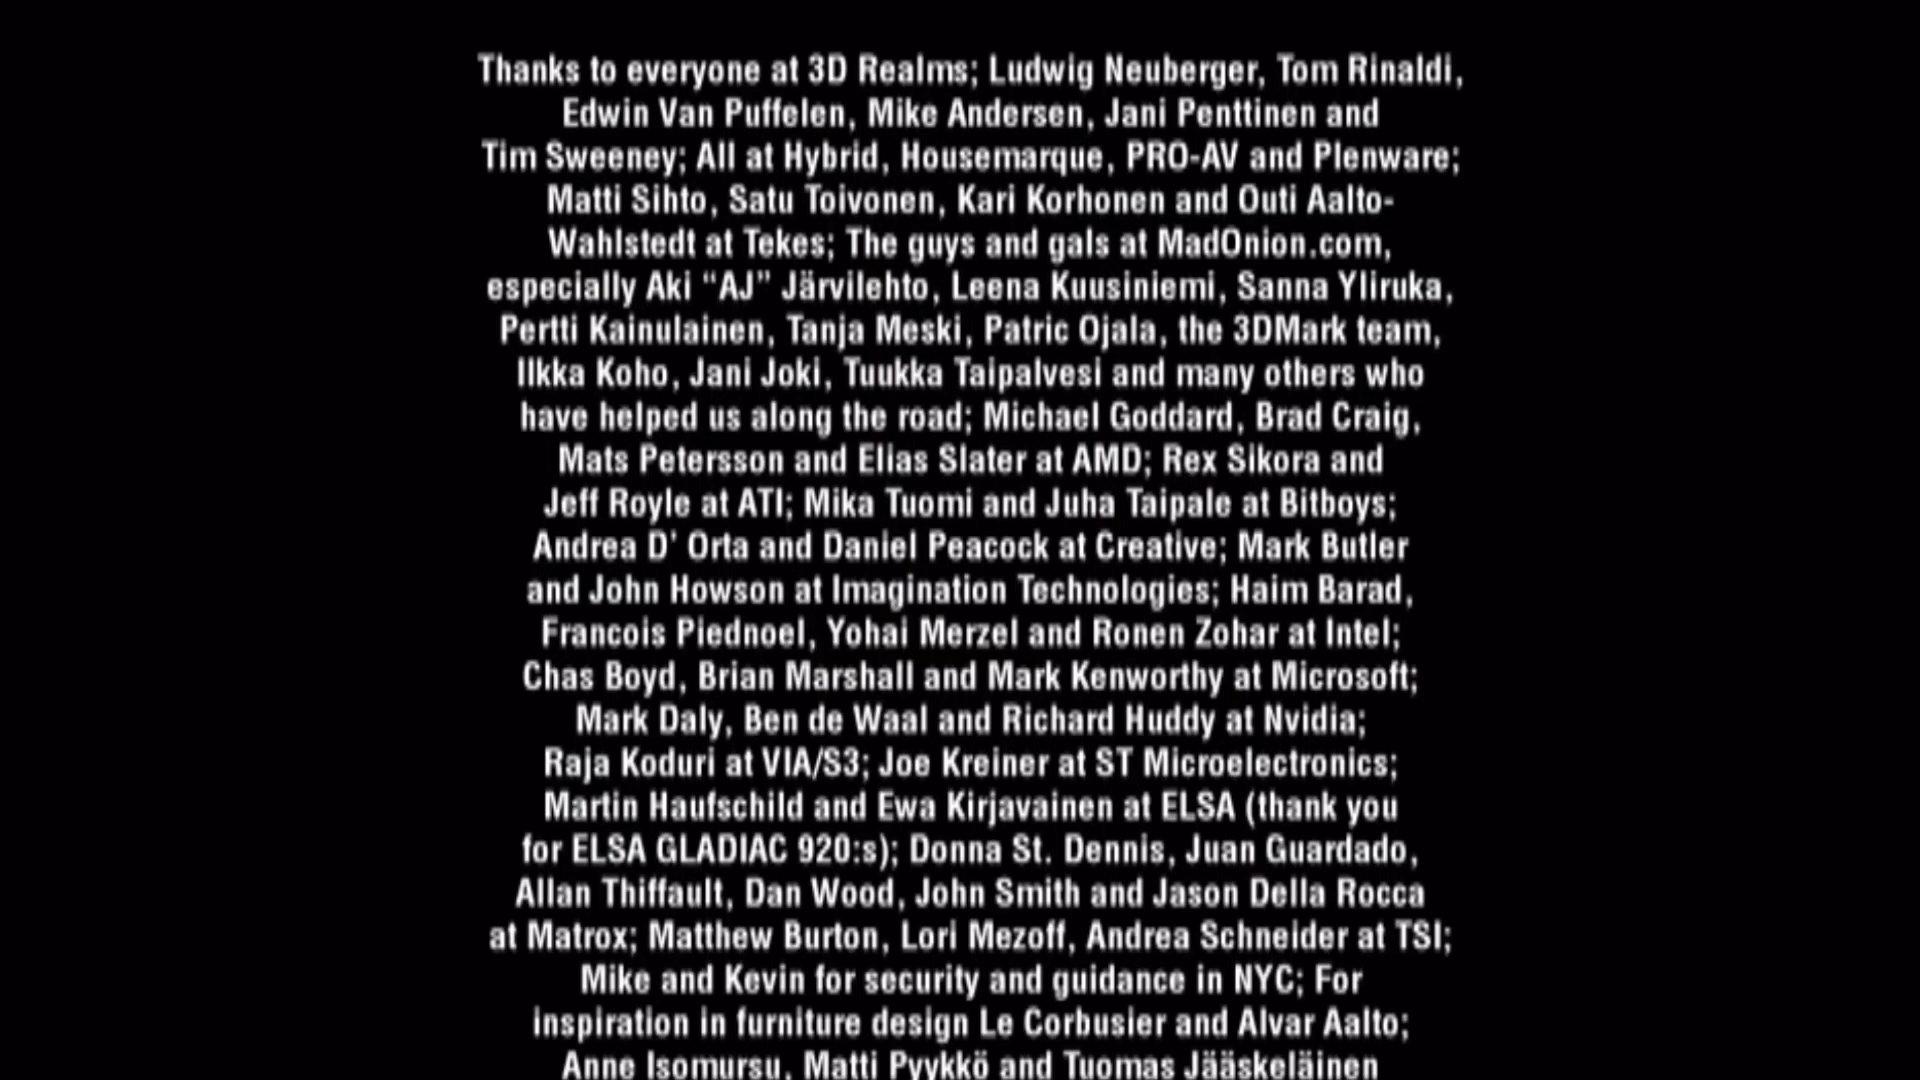 Thanks to everyone at 3D Realms; Ludwig Neuberger, Tom Rinaldi,
Edwin Van Puffelen, Mike Andersen, Jani Penttinen and
Tim Sweeney; All at Hybrid, Housemarque, PRO-AV and Plenware;
Matti Sihto, Satu Toivonen, Kari Korhonen and Outi Aalto-
Wahlstedt at Tekes; The guys and gals at MadOnion.com,
especially Aki “AJ” Järvilehto, Leena Kuusiniemi, Sanna Yliruka,
Pertti Kainulainen, Tanja Meski, Patric Ojala, the 3DMark team,
Ilkka Koho, Jani Joki, Tuukka Taipalvesi and many others who
have helped us along the road; Michael Goddard, Brad Craig,
Mats Petersson and Elias Slater at AMD; Rex Sikora and
Jeff Royle at ATI; Mika Tuomi and Juha Taipale at Bitboys;
Andrea D' Orta and Daniel Peacock at Creative; Mark Butler
and John Howson at Imagination Technologies; Haim Barad,
Francois Piednoel, Yohai Merzel and Ronen Zohar at Intel;
Chas Boyd, Brian Marshall and Mark Kenworthy at Microsoft;
Mark Daly, Ben de Waal and Richard Huddy at Nvidia;
Raja Koduri at VIA/S3; Joe Kreiner at ST Microelectronics;
Martin Haufschild and Ewa Kirjavainen at ELSA (thank you
for ELSA GLADIAC 920:s); Donna St. Dennis, Juan Guardado,
Allan Thiffault, Dan Wood, John Smith and Jason Della Rocca
at Matrox; Matthew Burton, Lori Mezoff, Andrea Schneider at TSI;
Mike and Kevin for security and guidance in NYC; For
inspiration in furniture design Le Corbusier and Alvar Aalto;
Anne Isomursu, Matti Pyykkö and Tuomas Jääskeläinen